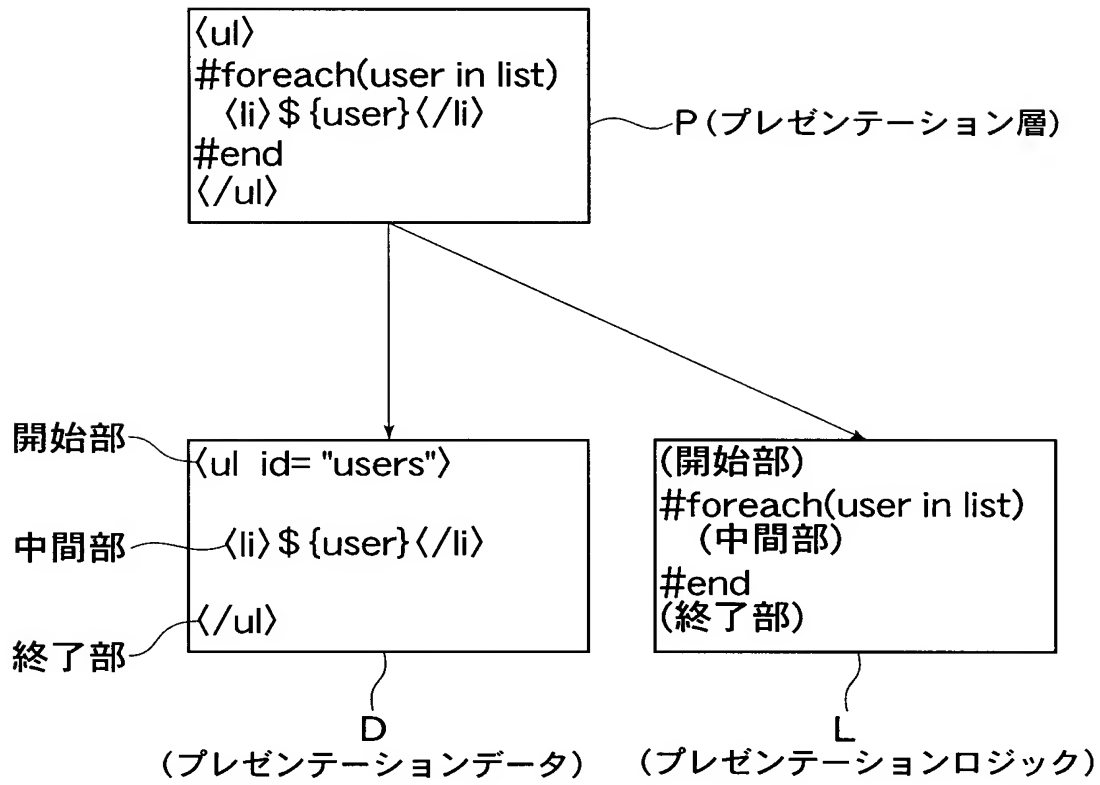 〈ul〉
#foreach(user in list)
〈li〉$ {user}〈/li〉
#end
〈/ul〉
P(プレゼンテーション層)
開始部
〈ul id= "users"〉
中間部
〈li〉$ {user}〈/li〉
終了部
〈/ul〉
D
(プレゼンテーションデータ)
(開始部)
#foreach(user in list)
(中間部)
#end
(終了部)
L
(プレゼンテーションロジック)